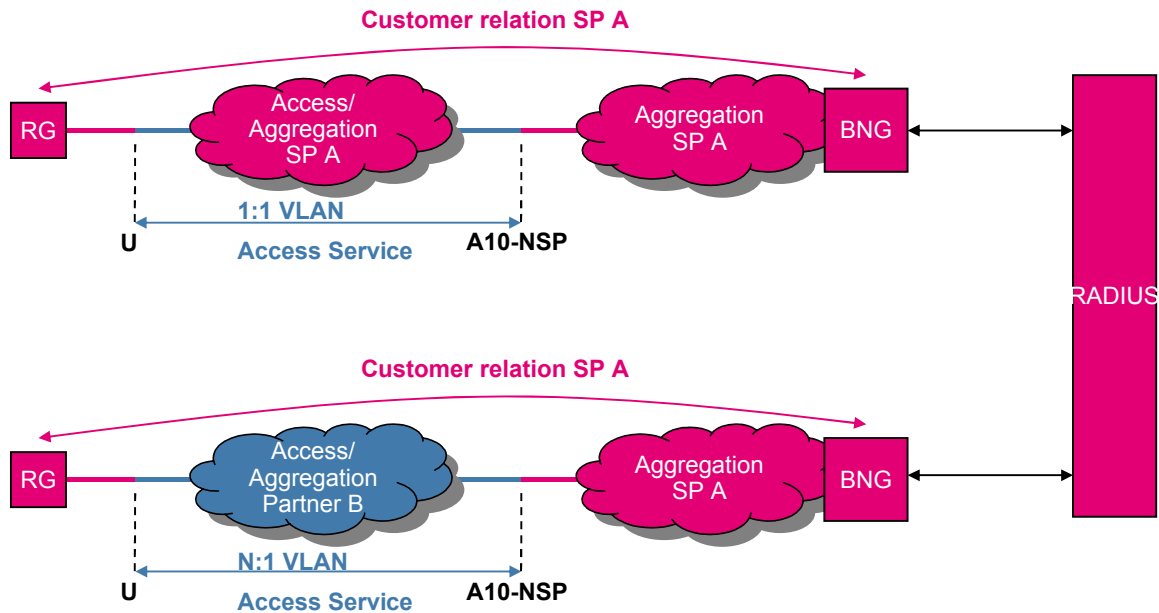 Customer relation SP A
RG
Access/
Aggregation
SP A
Aggregation
SP A
BNG
1:1 VLAN
U
A10-NSP
Access Service
RADIUS
Customer relation SP A
RG
Access/
Aggregation
Partner B
Aggregation
SP A
BNG
N:1 VLAN
U
A10-NSP
Access Service